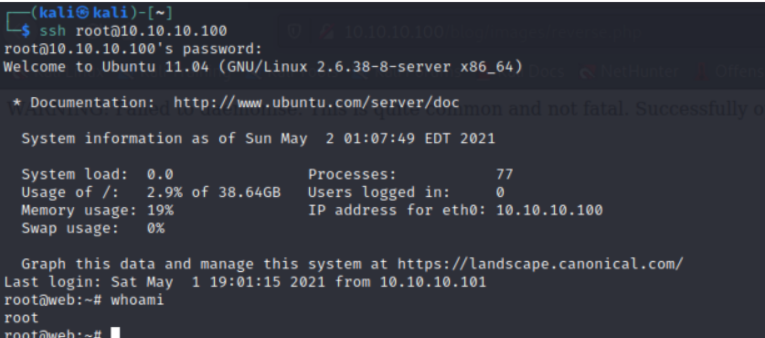 (kali㉿kali)-[~]
$ ssh root@10.10.10.100
root@10.10.10.100's password:
Welcome to Ubuntu 11.04 (GNU/Linux 2.6.38-8-server x86_64)
* Documentation:  http://www.ubuntu.com/server/doc
System information as of Sun May  2 01:07:49 EDT 2021
System load:  0.0                Processes:           77
Usage of /:   2.9% of 38.64GB   Users logged in:     0
Memory usage: 19%                IP address for eth0: 10.10.10.100
Swap usage:   0%
Graph this data and manage this system at https://landscape.canonical.com/
Last login: Sat May  1 19:01:15 2021 from 10.10.10.101
root@web:~# whoami
root
root@web:~#